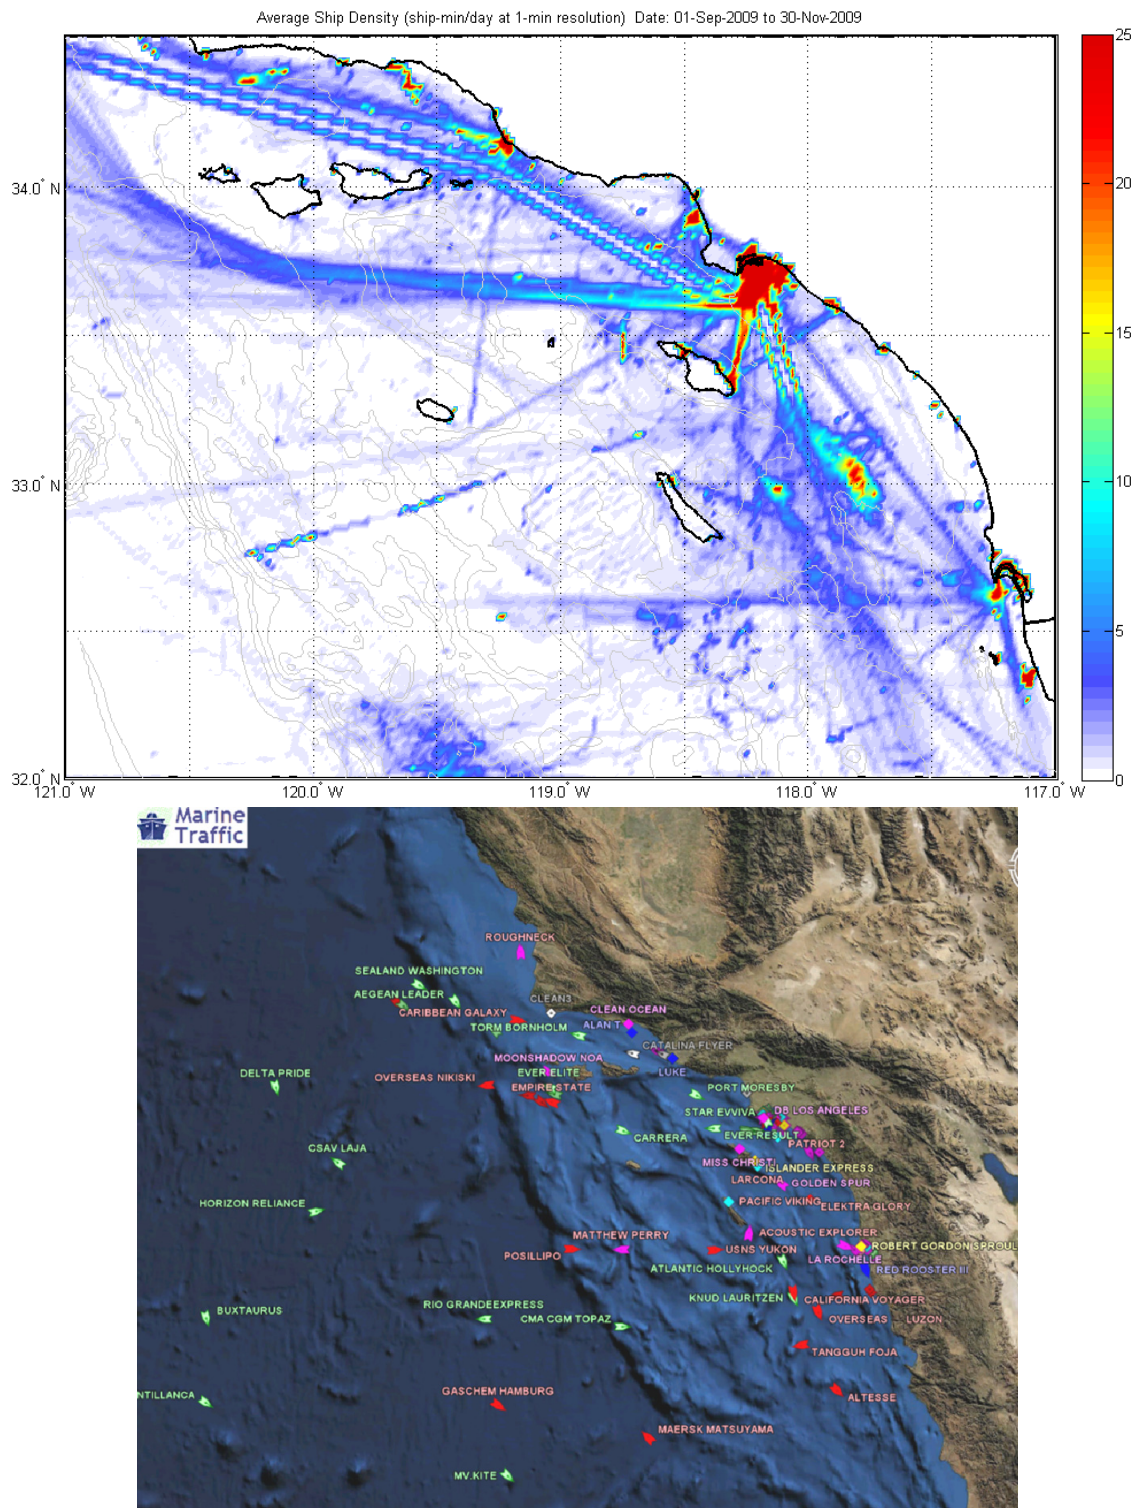 Average Ship Density (ship-min/day at 1-min resolution)  Date: 01-Sep-2009 to 30-Nov-2009
25
34.0° N
20
15
33.0° N
10
5
32.0° N
0
121.0° W
120.0° W
119.0° W
118.0° W
117.0° W
Marine
Traffic
ROUGHNECK
SEALAND WASHINGTON
AEGEAN LEADER
CLEAN3
CARIBBEAN GALAXY
CLEAN OCEAN
TORM BORNHOLM
ALAN T
CATALINA FLYER
MOONSHADOW NOA
LUKE
DELTA PRIDE
OVERSEAS NIKISKI
EVER ELITE
EMPIRE STATE
PORT MORESBY
STAR EVVIVA
DB LOS ANGELES
CARRERA
EVER RESULT
PATRIOT 2
CSAV LAJA
MISS CHRISTI
ISLANDER EXPRESS
LARCONA
GOLDEN SPUR
HORIZON RELIANCE
PACIFIC VIKING
ELEKTRA GLORY
MATTHEW PERRY
ACOUSTIC EXPLORER
POSILLIPO
USNS YUKON
ROBERT GORDON SPROUL
LA ROCHELLE
ATLANTIC HOLLYHOCK
RED ROOSTER III
BUXTAURUS
RIO GRANDE EXPRESS
KNUD LAURITZEN
CALIFORNIA VOYAGER
CMA CGM TOPAZ
OVERSEAS LUZON
TANGGUH FOJA
NTILLANCA
GASCHEM HAMBURG
ALTESSE
MAERSK MATSUYAMA
MV.KITE